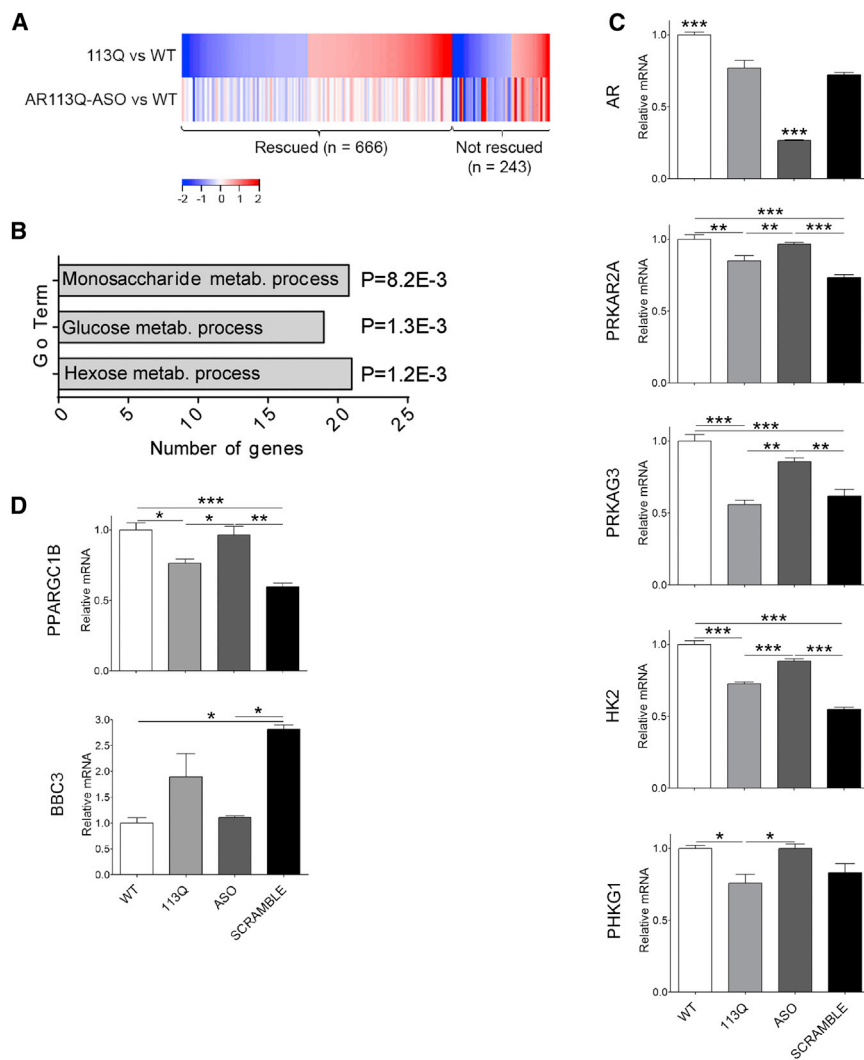 A
113Q vs WT
AR113Q-ASO vs WT
Rescued (n = 666)
Not rescued
(n = 243)
-2 -1 0 1 2
B
Go Term
Monosaccharide metab. process
P=8.2E-3
Glucose metab. process
P=1.3E-3
Hexose metab. process
P=1.2E-3
0 5 10 15 20 25
Number of genes
D
PPARGC1B
Relative mRNA
1.0
0.5
0.0
***
* * **
BBC3
Relative mRNA
3.0
2.5
2.0
1.5
1.0
0.5
0.0
* *
WT 113Q ASO SCRAMBLE
C
AR
Relative mRNA
1.0
0.5
0.0
***
***
PRKAR2A
Relative mRNA
1.0
0.5
0.0
***
** ** ***
PRKAG3
Relative mRNA
1.0
0.5
0.0
***
***
** **
HK2
Relative mRNA
1.0
0.5
0.0
***
***
*** ***
PHKG1
Relative mRNA
1.0
0.5
0.0
* *
WT 113Q ASO SCRAMBLE